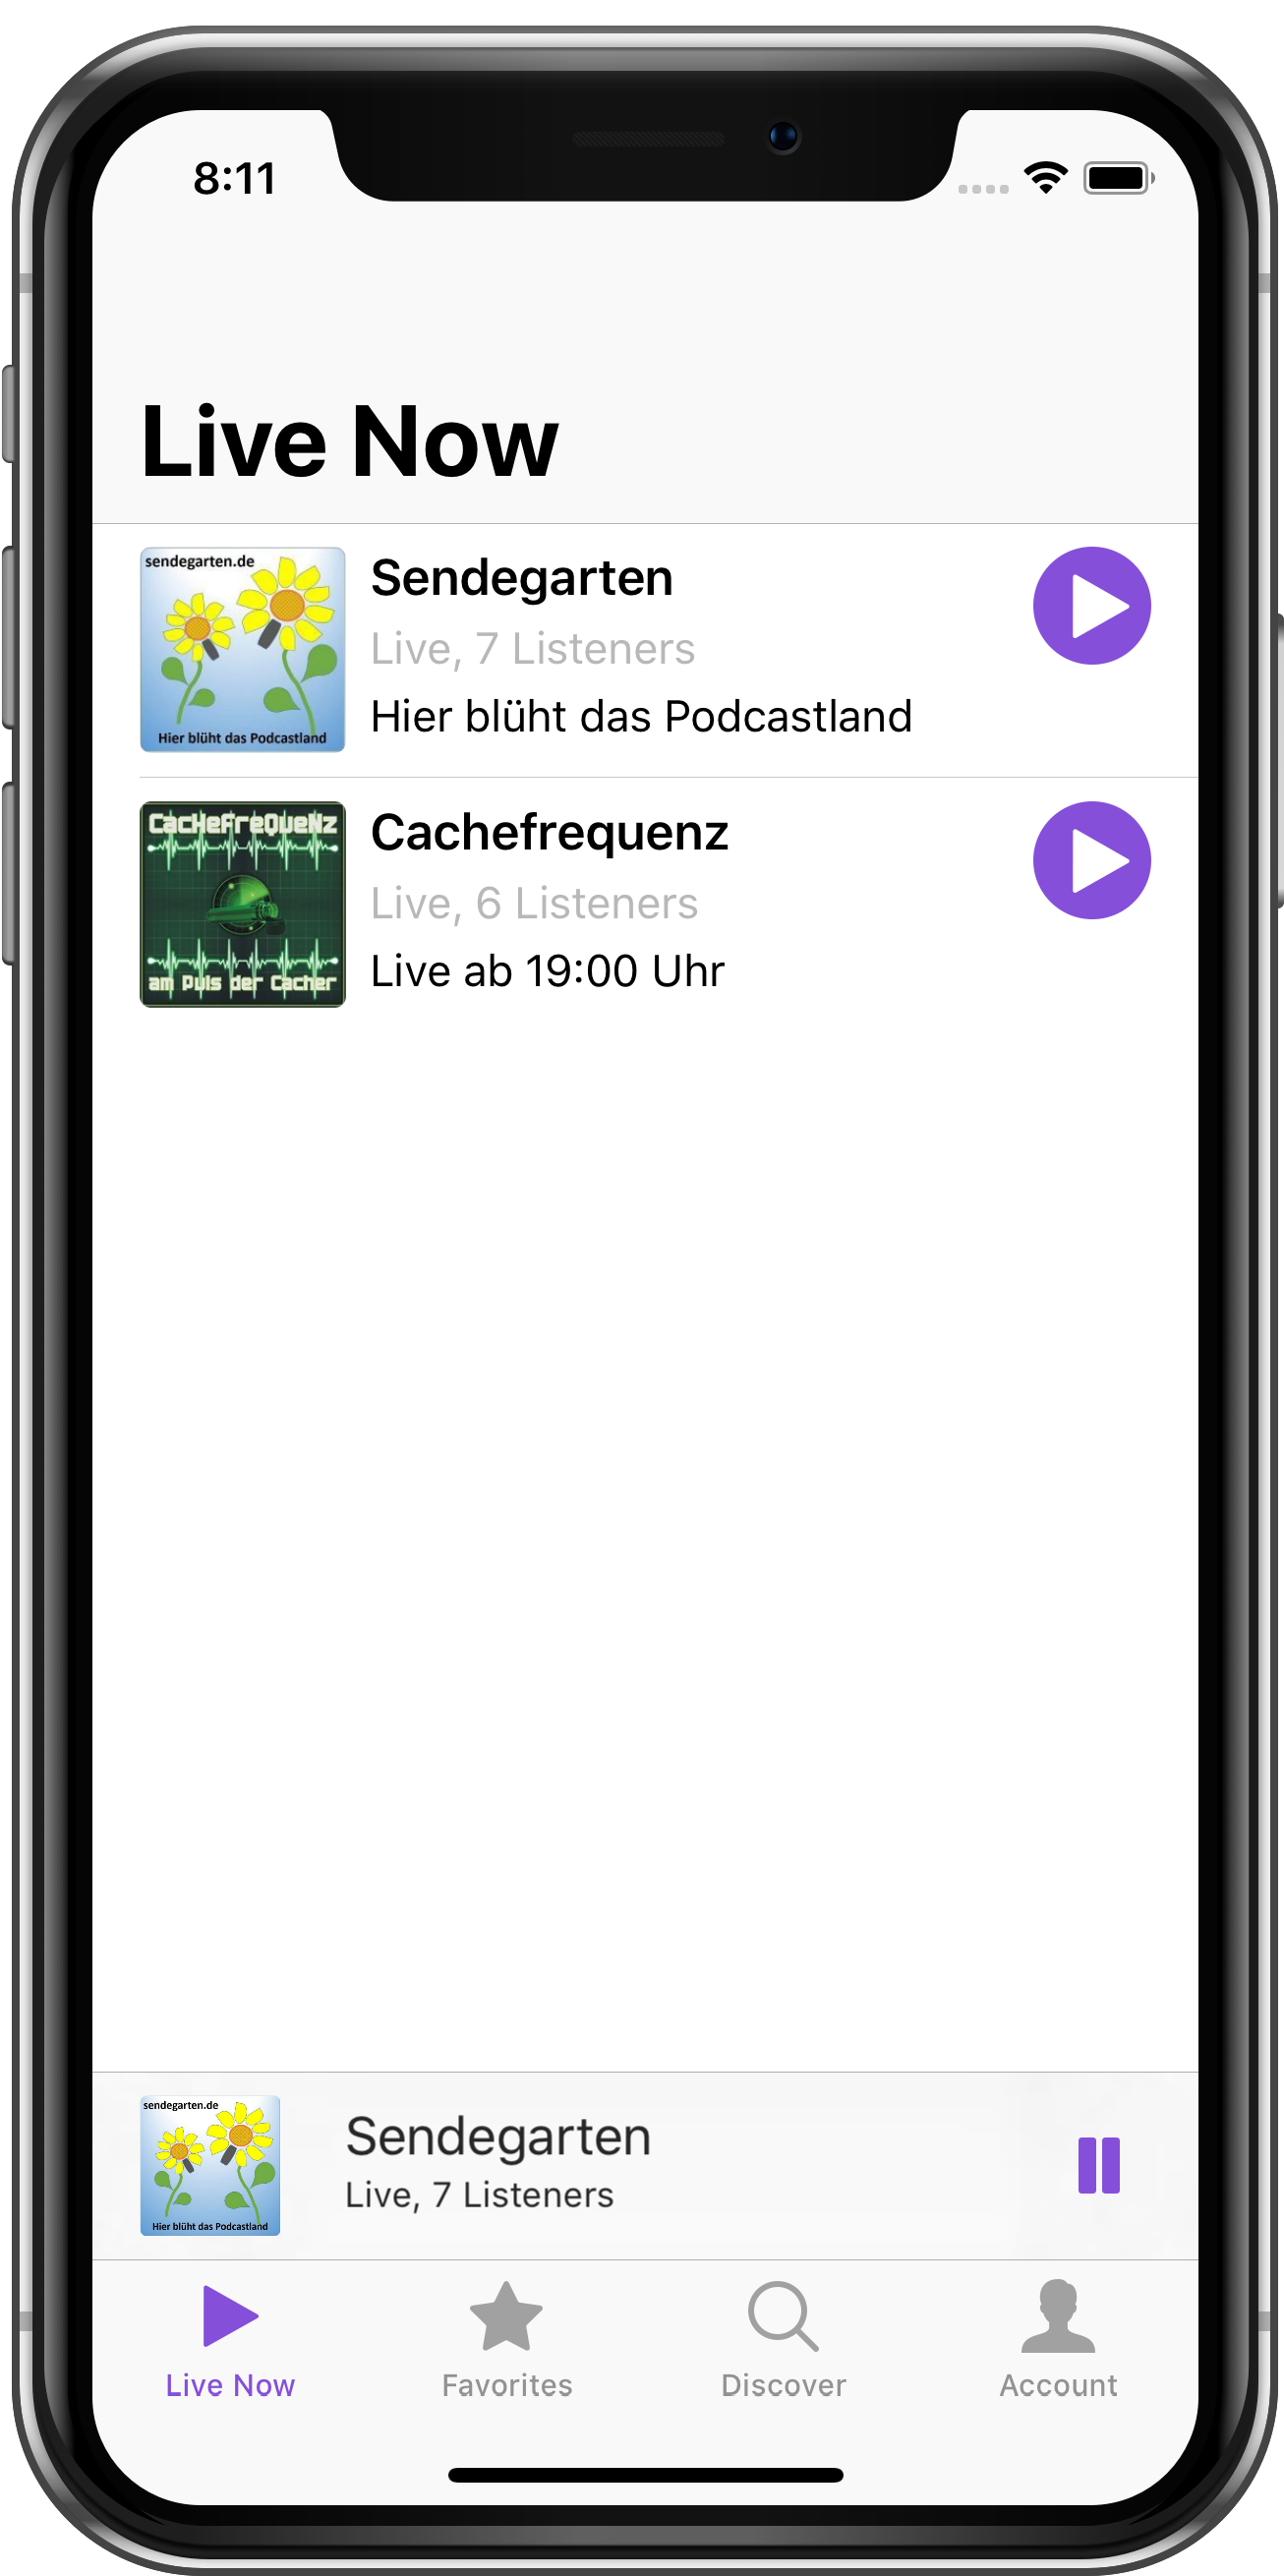 8:11
Live Now
sendegarten.de
Hier blüht das Podcastland
Sendegarten
Live, 7 Listeners
Hier blüht das Podcastland
CacHeFreQueNz
am Puls der Cacher
Cachefrequenz
Live, 6 Listeners
Live ab 19:00 Uhr
sendegarten.de
Hier blüht das Podcastland
Sendegarten
Live, 7 Listeners
Live Now
Favorites
Discover
Account